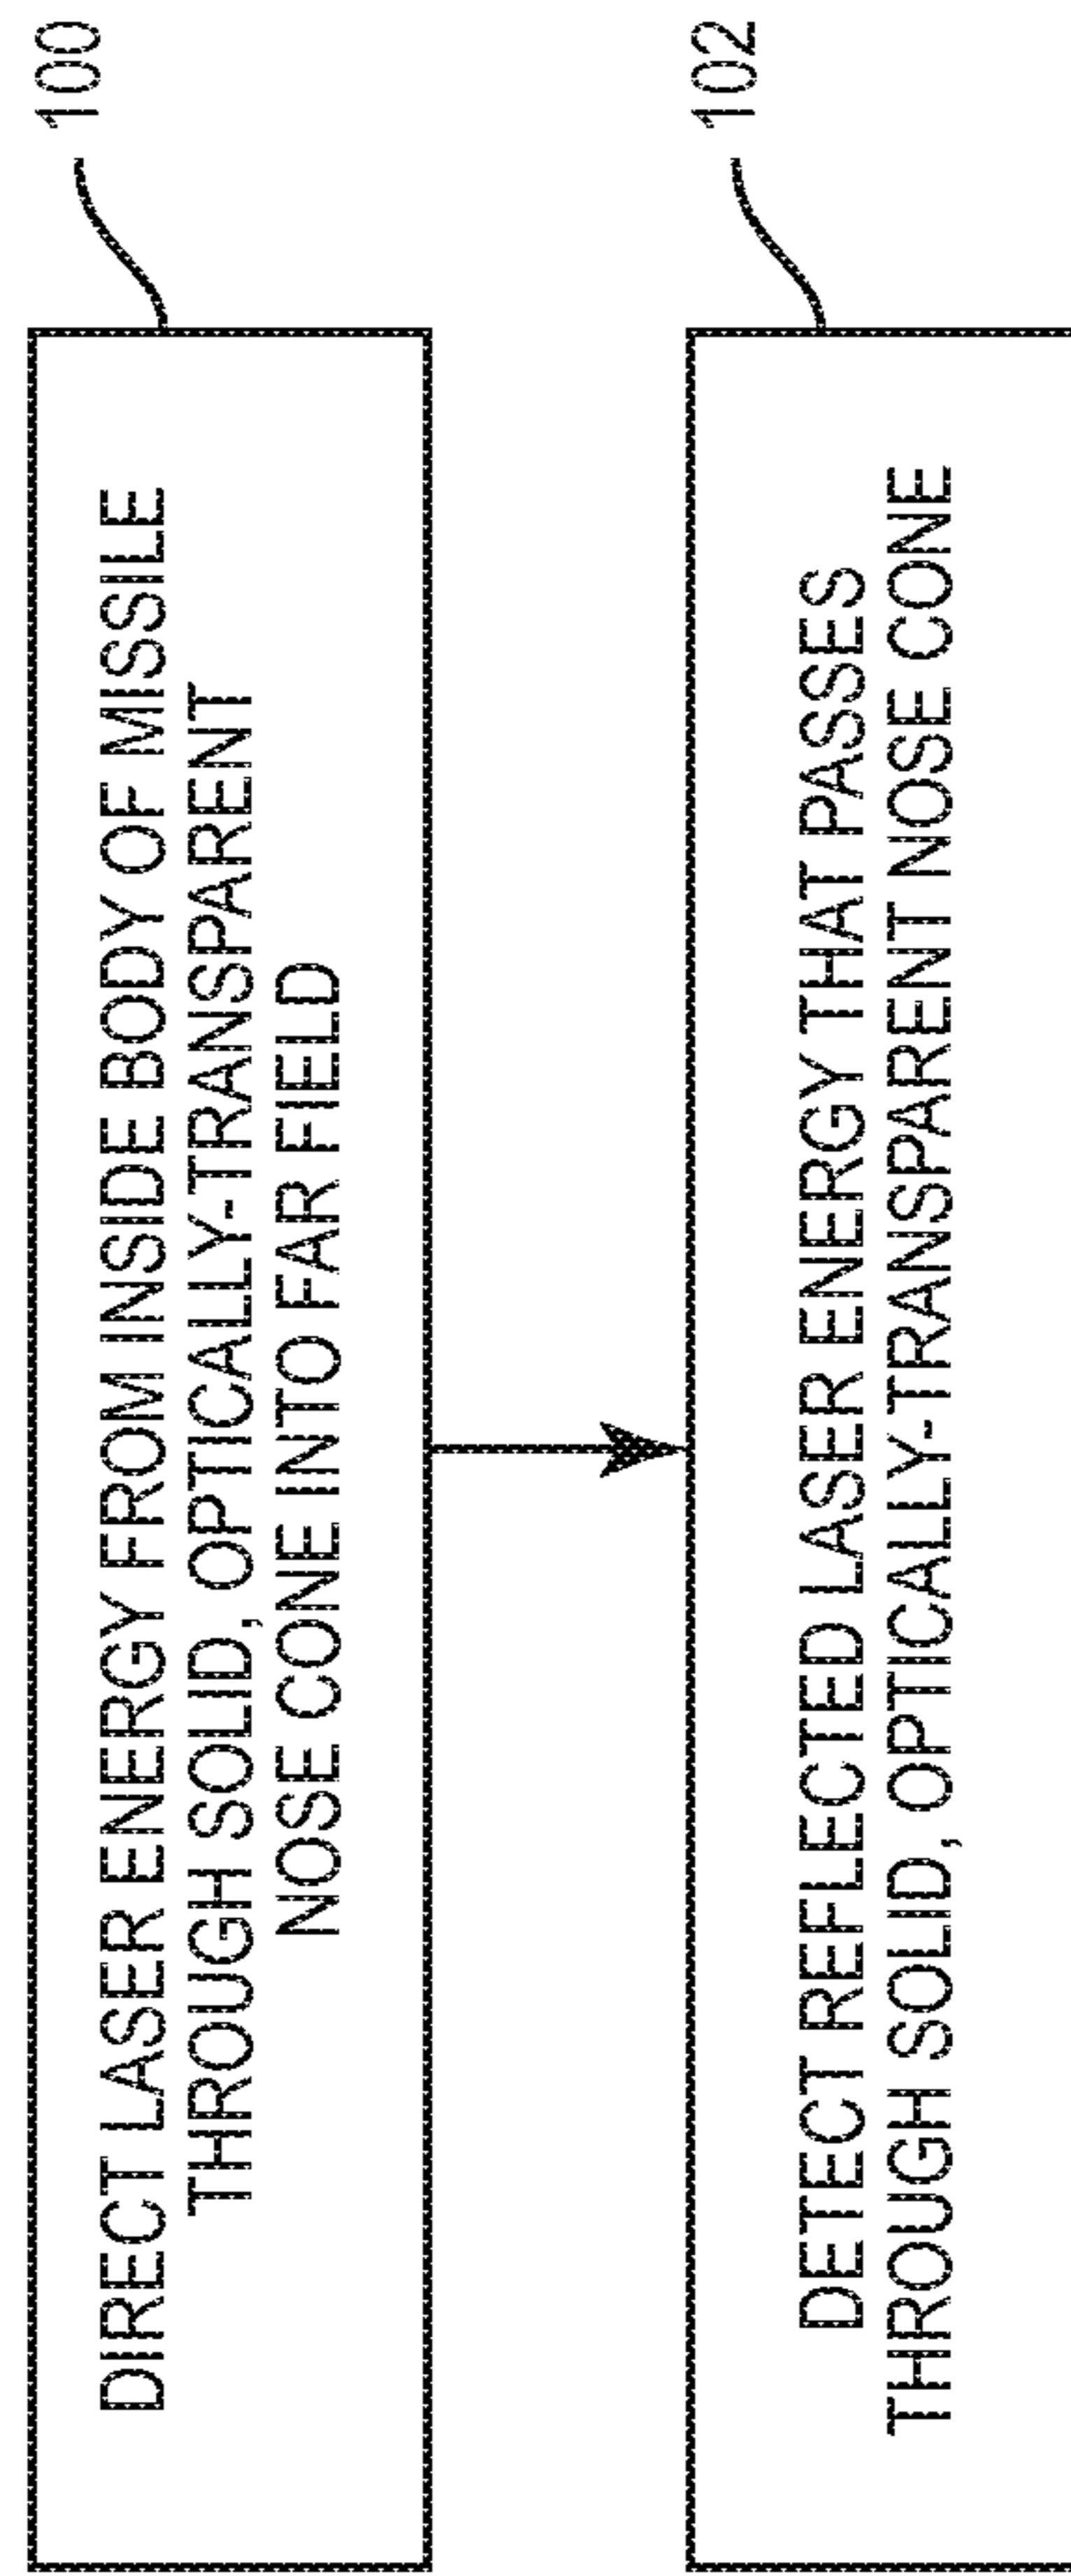 DIRECT LASER ENERGY FROM INSIDE BODY OF MISSILE
THROUGH SOLID, OPTICALLY-TRANSPARENT
NOSE CONE INTO FAR FIELD
100
DETECT REFLECTED LASER ENERGY THAT PASSES
THROUGH SOLID, OPTICALLY-TRANSPARENT NOSE CONE
102